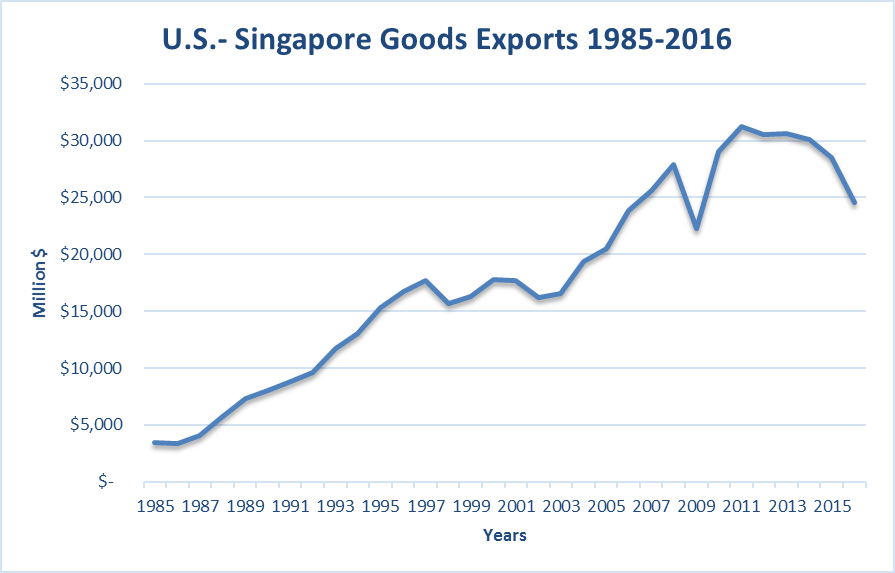 U.S.- Singapore Goods Exports 1985-2016
$35,000
$30,000
$25,000
$20,000
$15,000
$10,000
$5,000
$-
Million $
1985 1987 1989 1991 1993 1995 1997 1999 2001 2003 2005 2007 2009 2011 2013 2015
Years